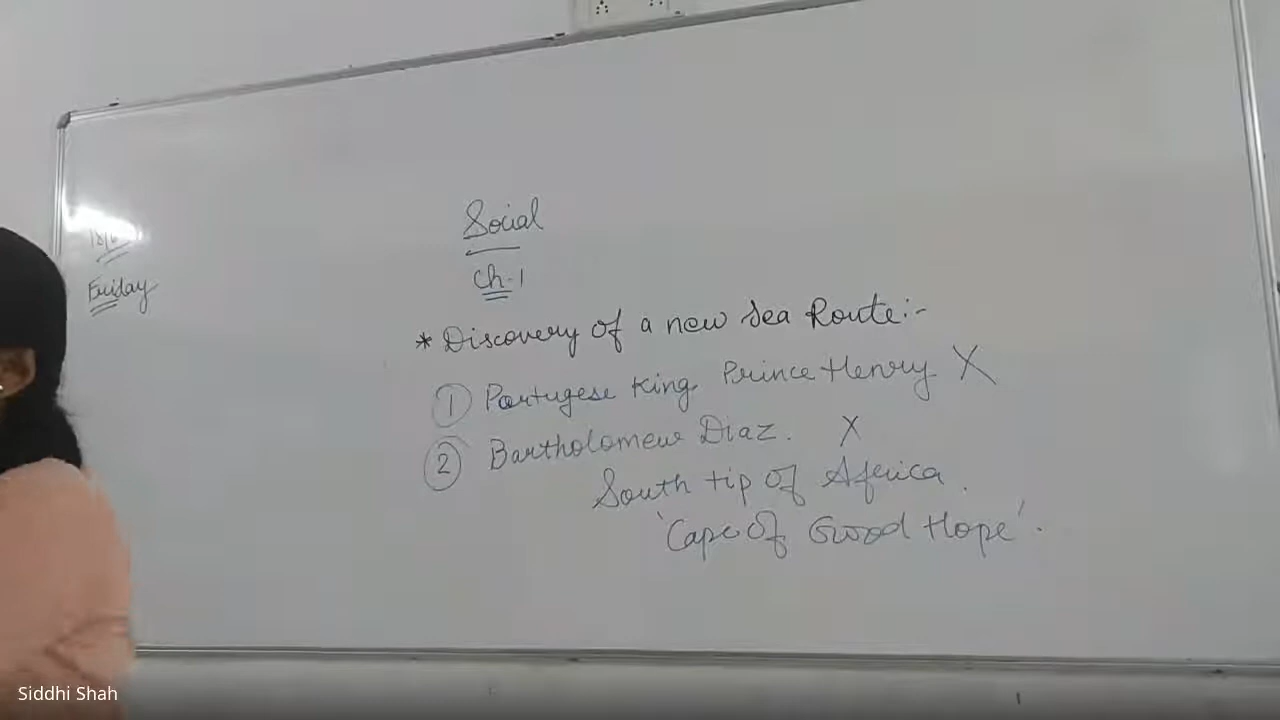 Friday
Social
Ch-1
* Discovery of a new Sea Route:-
① Portugese King Prince Henry X
② Bartholomew Diaz. X
South tip of Africa.
'Cape of Good Hope'.
Siddhi Shah